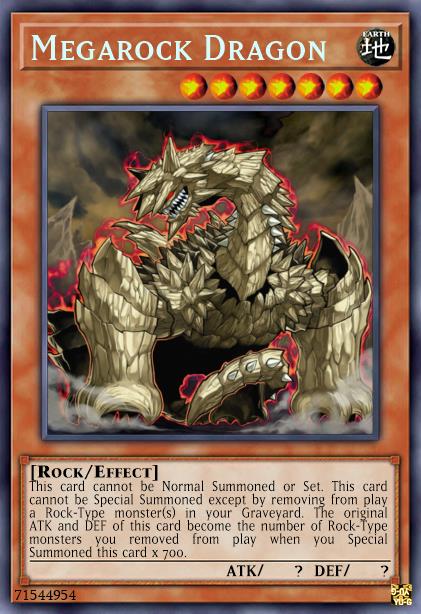 MEGAROCK DRAGON
EARTH
地
[ROCK/EFFECT]
This card cannot be Normal Summoned or Set. This card
cannot be Special Summoned except by removing from play
a Rock-Type monster(s) in your Graveyard. The original
ATK and DEF of this card become the number of Rock-Type
monsters you removed from play when you Special
Summoned this card x 700.
ATK/ ? DEF/ ?
71544954